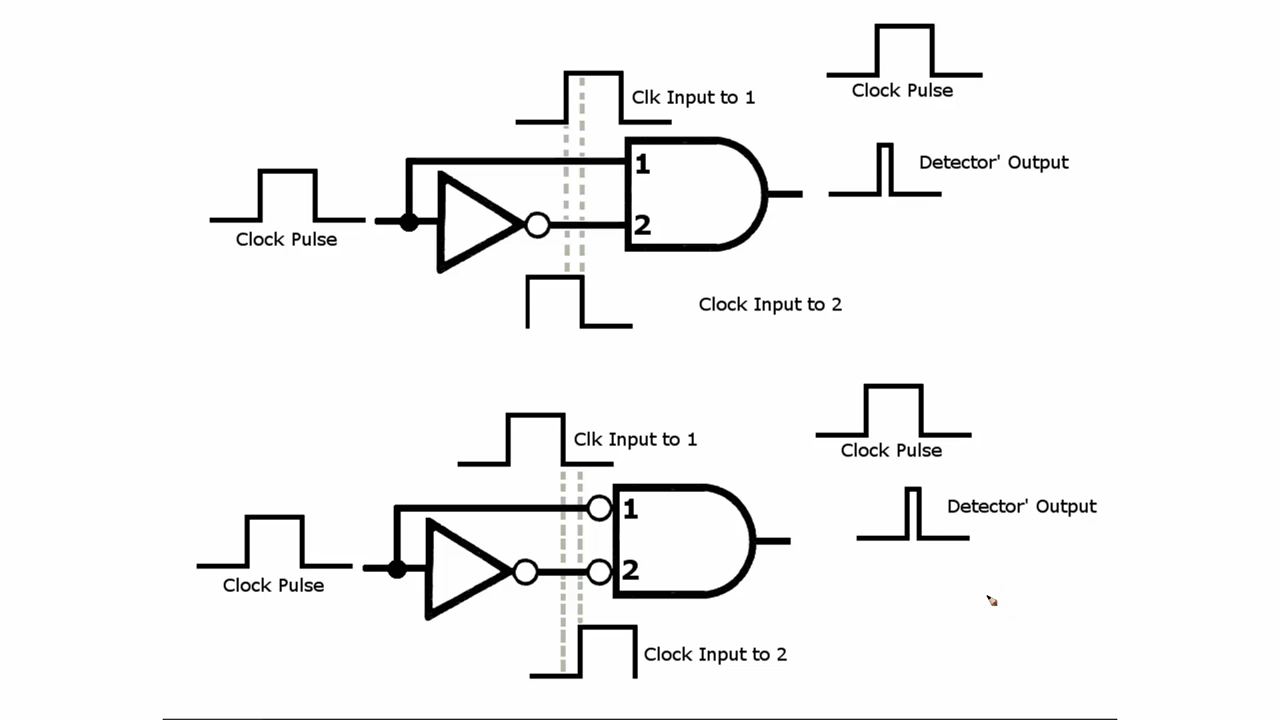 Clock Pulse
Clk Input to 1
Detector' Output
1
2
Clock Pulse
Clock Input to 2
Clk Input to 1
Clock Pulse
Detector' Output
1
2
Clock Pulse
Clock Input to 2